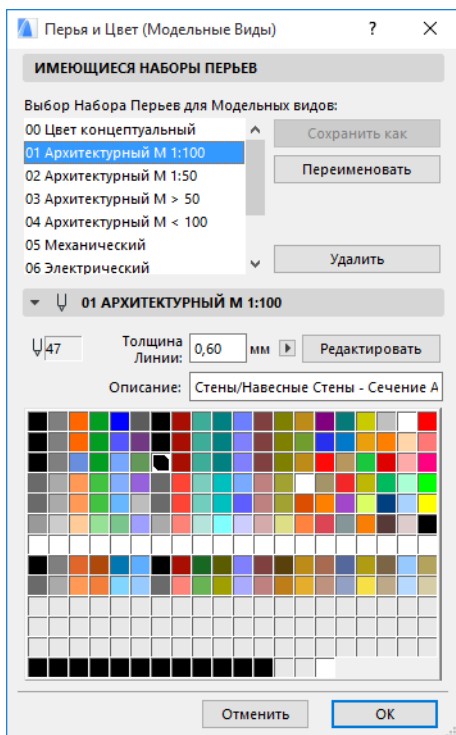 Перья и Цвет (Модельные Виды) ?
ИМЕЮЩИЕСЯ НАБОРЫ ПЕРЬЕВ
Выбор Набора Перьев для Модельных видов:
00 Цвет концептуальный
01 Архитектурный М 1:100
02 Архитектурный М 1:50
03 Архитектурный М > 50
04 Архитектурный М < 100
05 Механический
06 Электрический
Сохранить как
Переименовать
Удалить
01 АРХИТЕКТУРНЫЙ М 1:100
47 Толщина Линии: 0,60 мм Редактировать
Описание: Стены/Навесные Стены - Сечение А
Отменить OK